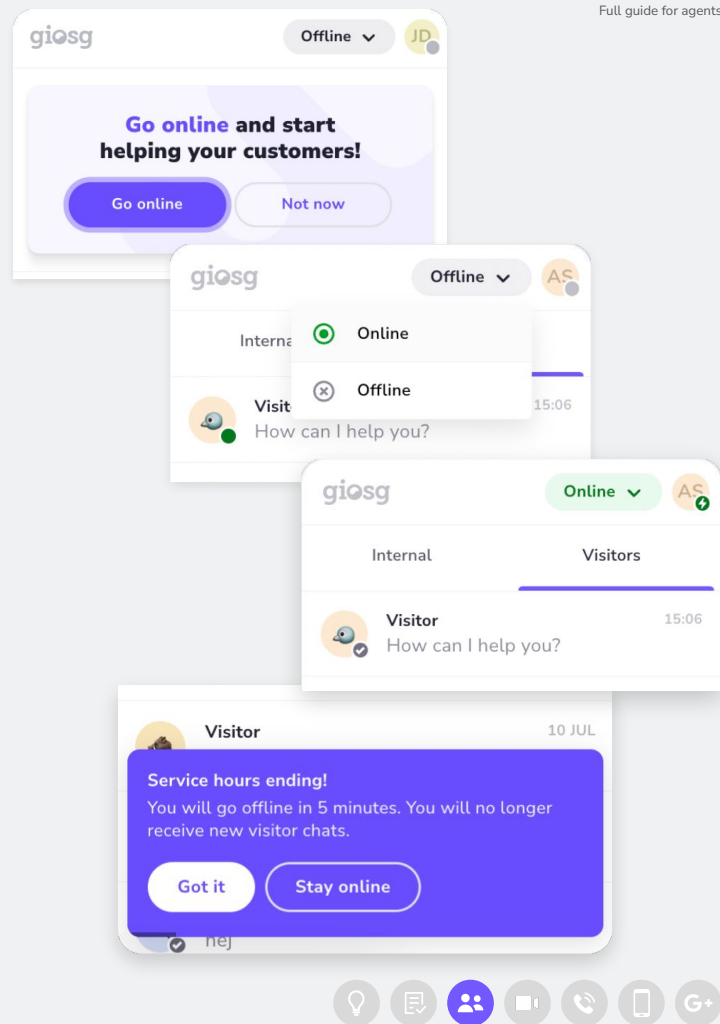 Full guide for agents
giosg
Offline
JD
Go online and start
helping your customers!
Go online
Not now
giosg
Offline
AS
Online
Offline
Visit
15:06
How can I help you?
giosg
Online
AS
Internal
Visitors
Visitor
15:06
How can I help you?
Visitor
10 JUL
Service hours ending!
You will go offline in 5 minutes. You will no longer
receive new visitor chats.
Got it
Stay online
hej
G+